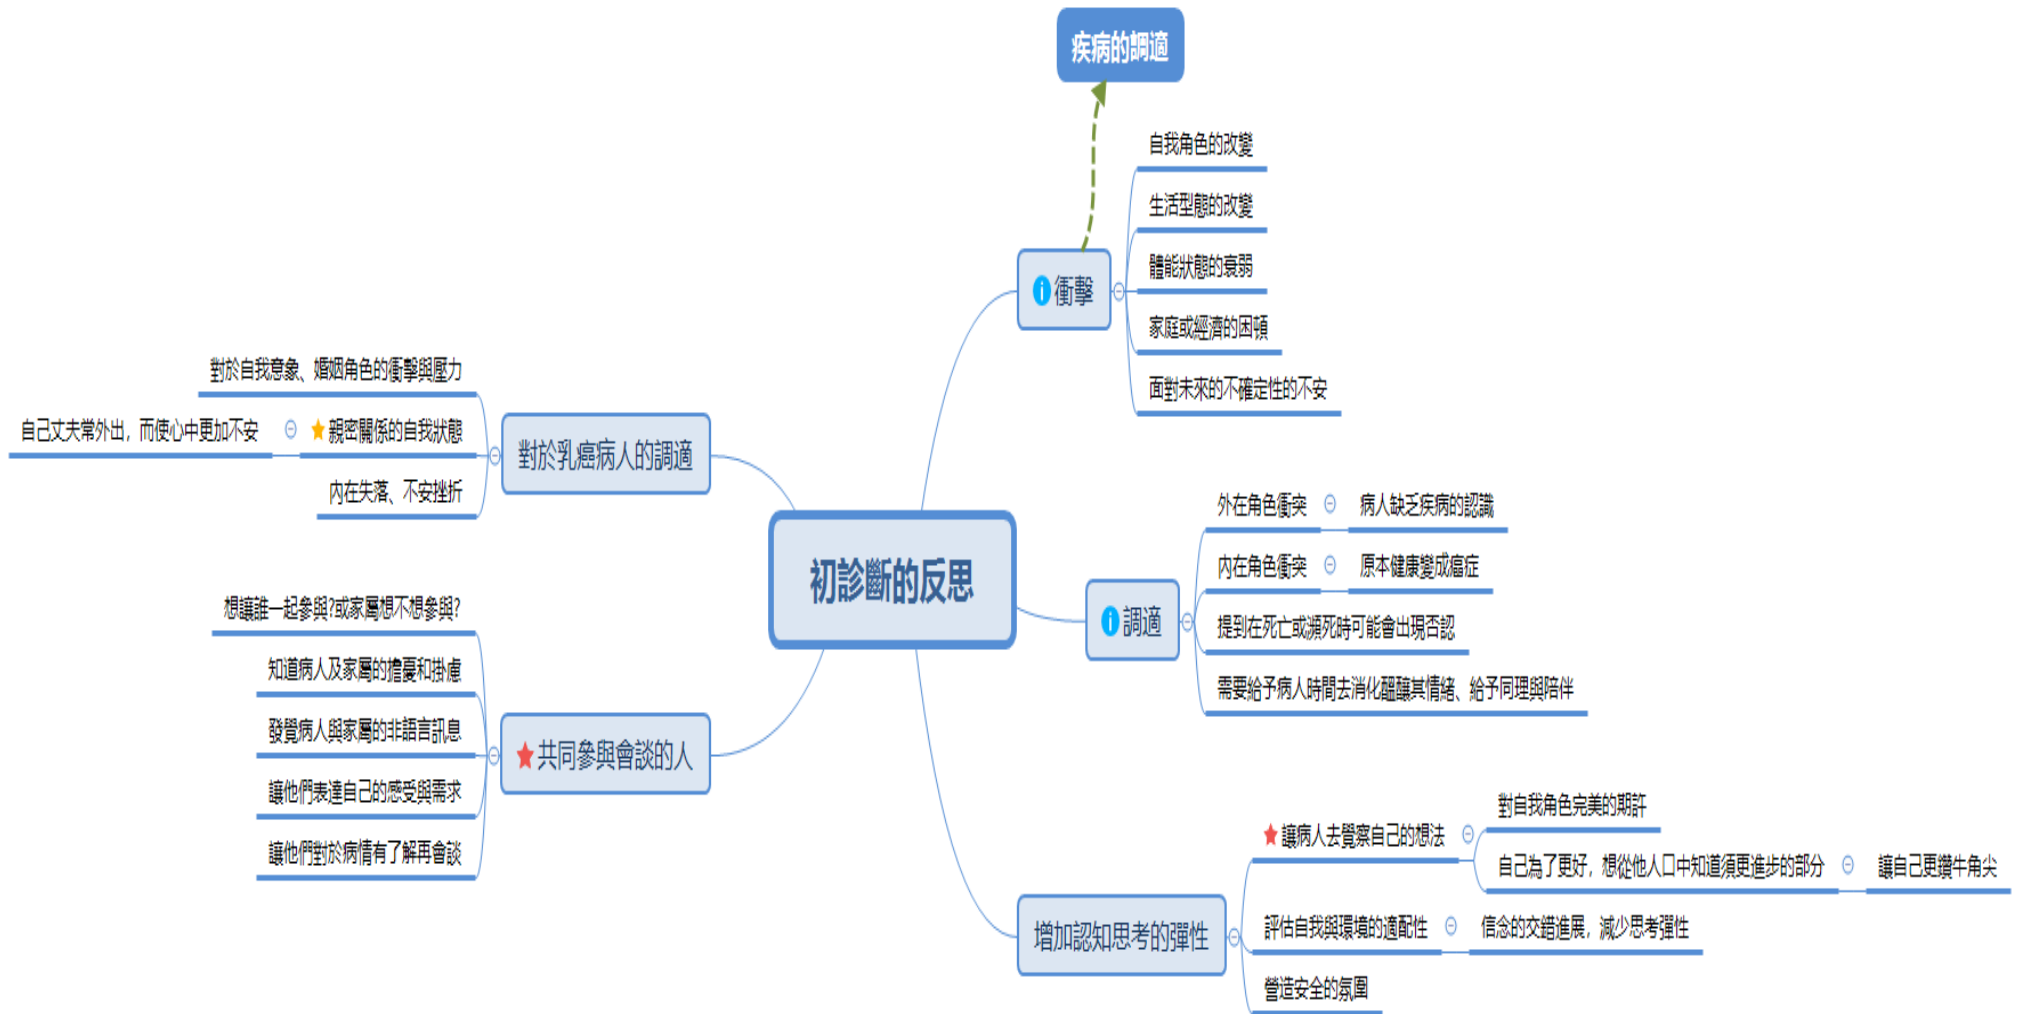 疾病的調適
自我角色的改變
生活型態的改變
體能狀態的衰弱
衝擊
家庭或經濟的困頓
面對未來的不確定性的不安
對於自我意象、婚姻角色的衝擊與壓力
自己丈夫常外出，而使心中更加不安
親密關係的自我狀態
對於乳癌病人的調適
內在失落、不安挫折
初診斷的反思
外在角色衝突
病人缺乏疾病的認識
內在角色衝突
原本健康變成癌症
調適
提到在死亡或瀕死時可能會出現否認
需要給予病人時間去消化醞釀其情緒、給予同理與陪伴
想讓誰一起參與?或家屬想不想參與?
知道病人及家屬的擔憂和掛慮
發覺病人與家屬的非語言訊息
共同參與會談的人
讓他們表達自己的感受與需求
讓他們對於病情有了解再會談
增加認知思考的彈性
讓病人去覺察自己的想法
對自我角色完美的期許
自己為了更好，想從他人口中知道須更進步的部分
讓自己更鑽牛角尖
評估自我與環境的適配性
信念的交錯進展，減少思考彈性
營造安全的氛圍